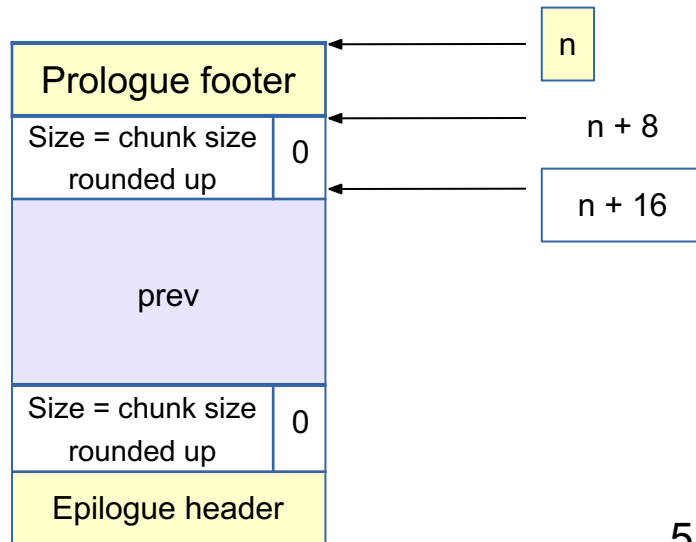 n
Prologue footer
Size = chunk size
rounded up
0
n + 8
n + 16
prev
Size = chunk size
rounded up
0
Epilogue header
5